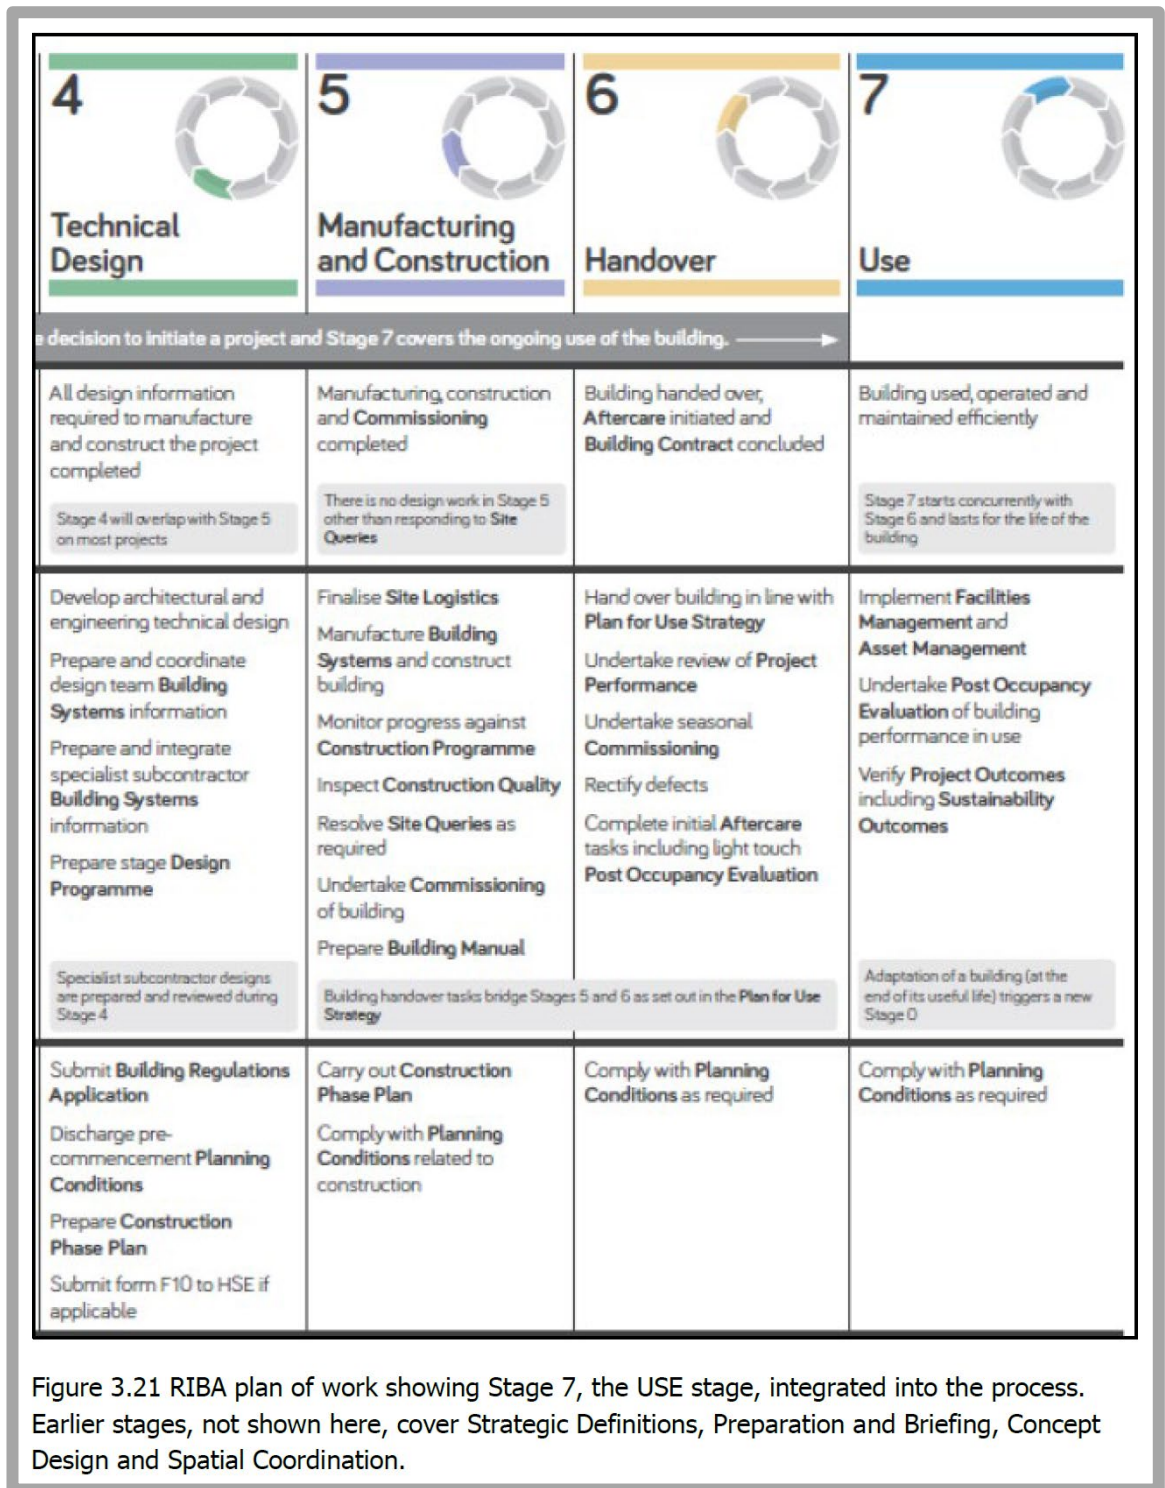 4
Technical
Design
5
Manufacturing
and Construction
6
Handover
7
Use
decision to initiate a project and Stage 7 covers the ongoing use of the building.
All design information
required to manufacture
and construct the project
completed
Stage 4 will overlap with Stage 5
on most projects
Manufacturing, construction
and Commissioning
completed
There is no design work in Stage 5
other than responding to Site
Queries
Building handed over,
Aftercare initiated and
Building Contract concluded
Building used, operated and
maintained efficiently
Stage 7 starts concurrently with
Stage 6 and lasts for the life of the
building
Develop architectural and
engineering technical design
Prepare and coordinate
design team Building
Systems information
Prepare and integrate
specialist subcontractor
Building Systems
information
Prepare stage Design
Programme
Specialist subcontractor designs
are prepared and reviewed during
Stage 4
Finalise Site Logistics
Manufacture Building
Systems and construct
building
Monitor progress against
Construction Programme
Inspect Construction Quality
Resolve Site Queries as
required
Undertake Commissioning
of building
Prepare Building Manual
Building handover tasks bridge Stages 5 and 6 as set out in the Plan for Use
Strategy
Hand over building in line with
Plan for Use Strategy
Undertake review of Project
Performance
Undertake seasonal
Commissioning
Rectify defects
Complete initial Aftercare
tasks including light touch
Post Occupancy Evaluation
Implement Facilities
Management and
Asset Management
Undertake Post Occupancy
Evaluation of building
performance in use
Verify Project Outcomes
including Sustainability
Outcomes
Adaptation of a building (at the
end of its useful life) triggers a new
Stage 0
Submit Building Regulations
Application
Discharge pre-
commencement Planning
Conditions
Prepare Construction
Phase Plan
Submit form F10 to HSE if
applicable
Carry out Construction
Phase Plan
Comply with Planning
Conditions related to
construction
Comply with Planning
Conditions as required
Comply with Planning
Conditions as required
Figure 3.21 RIBA plan of work showing Stage 7, the USE stage, integrated into the process.
Earlier stages, not shown here, cover Strategic Definitions, Preparation and Briefing, Concept
Design and Spatial Coordination.